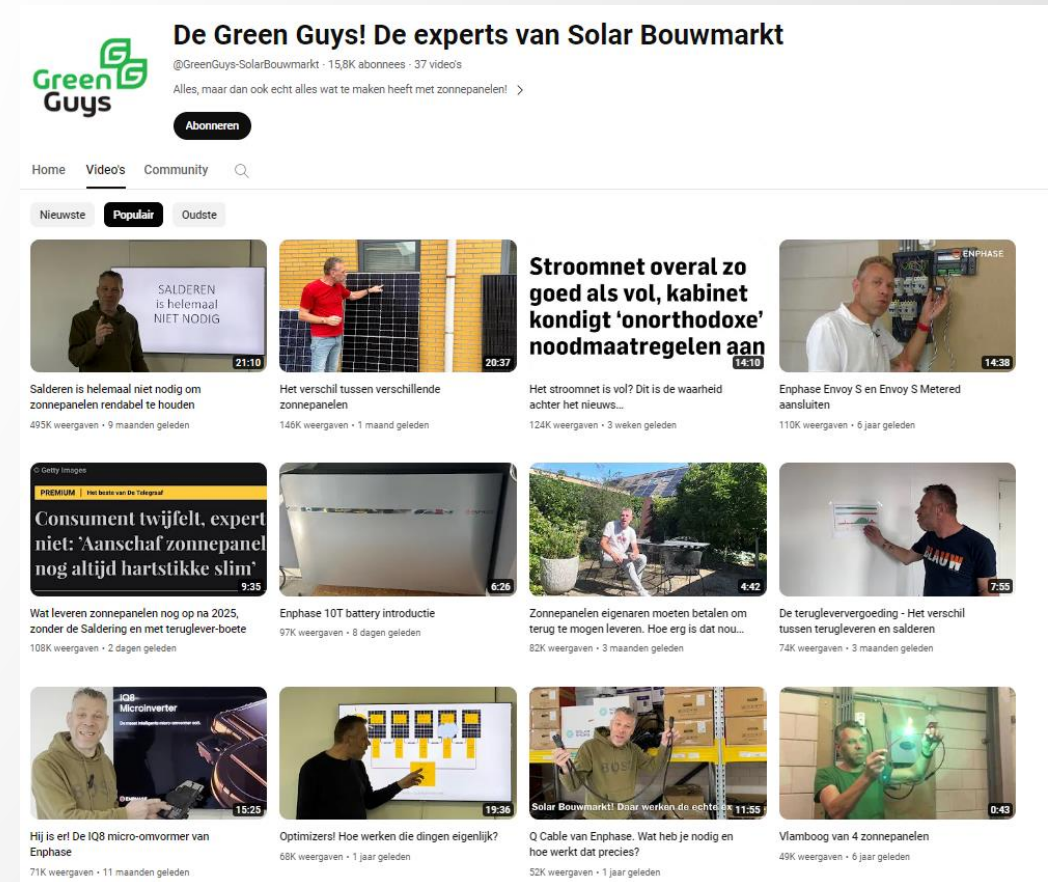 Green
Guys
De Green Guys! De experts van Solar Bouwmarkt
@GreenGuys-SolarBouwmarkt · 15,8K abonnees · 37 video's
Alles, maar dan ook echt alles wat te maken heeft met zonnepanelen!
Abonneren
Home Video's Community
Nieuwste Populair Oudste
SALDEREN
is helemaal
NIET NODIG
21:10
20:37
Stroomnet overal zo
goed als vol, kabinet
kondigt 'onorthodoxe'
noodmaatregelen aan
14:10
ENPHASE
14:38
Salderen is helemaal niet nodig om
zonnepanelen rendabel te houden
495K weergaven • 9 maanden geleden
Het verschil tussen verschillende
zonnepanelen
146K weergaven • 1 maand geleden
Het stroomnet is vol? Dit is de waarheid
achter het nieuws...
124K weergaven • 3 weken geleden
Enphase Envoy S en Envoy S Metered
aansluiten
110K weergaven • 6 jaar geleden
© Getty Images
PREMIUM | Het beste van De Telegraaf
Consument twijfelt, expert
niet: 'Aanschaf zonnepanel
nog altijd hartstikke slim'
9:35
6:26
4:42
BLAUW
7:55
Wat leveren zonnepanelen nog op na 2025,
zonder de Saldering en met teruglever-boete
108K weergaven • 2 dagen geleden
Enphase 10T battery introductie
97K weergaven • 8 dagen geleden
Zonnepanelen eigenaren moeten betalen om
terug te mogen leveren. Hoe erg is dat nou...
82K weergaven • 3 maanden geleden
De terugleververgoeding - Het verschil
tussen terugleveren en salderen
74K weergaven • 3 maanden geleden
IQ8
Microinverter
15:25
19:36
BOSS
Solar Bouwmarkt! Daar werken de echte ex
11:55
0:43
Hij is er! De IQ8 micro-omvormer van
Enphase
71K weergaven • 11 maanden geleden
Optimizers! Hoe werken die dingen eigenlijk?
68K weergaven • 1 jaar geleden
Q Cable van Enphase. Wat heb je nodig en
hoe werkt dat precies?
52K weergaven • 1 jaar geleden
Vlamboog van 4 zonnepanelen
49K weergaven • 6 jaar geleden